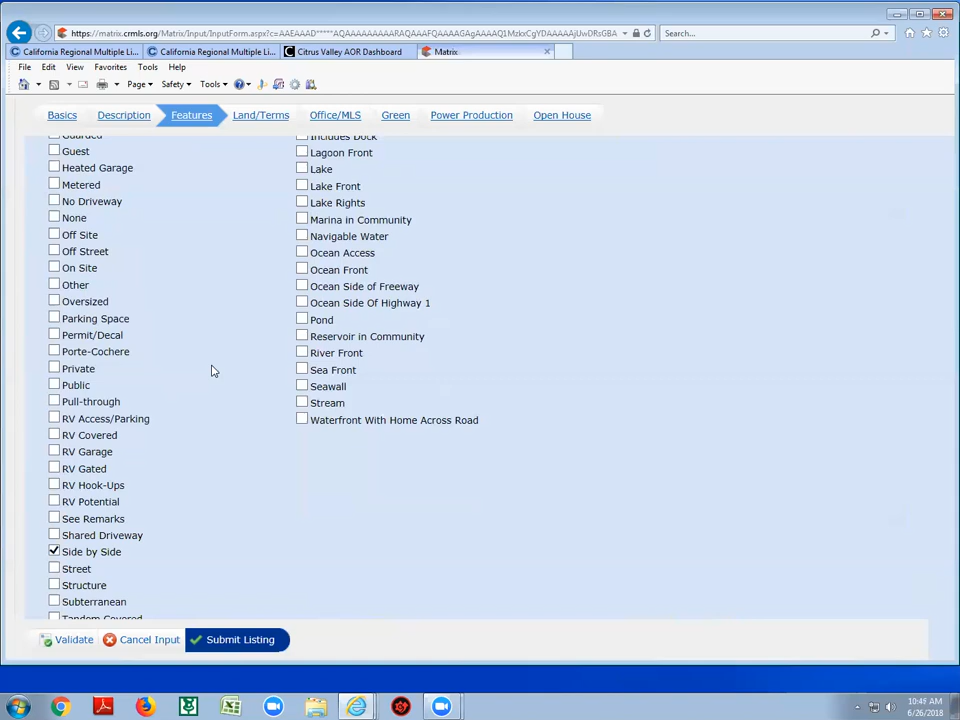 https://matrix.crmls.org/Matrix/Input/InputForm.aspx?c=
Search...
California Regional Multiple Li...
California Regional Multiple Li...
Citrus Valley AOR Dashboard
Matrix
File Edit View Favorites Tools Help
Page Safety Tools
Basics Description Features Land/Terms Office/MLS Green Power Production Open House
Guarded
Guest
Heated Garage
Metered
No Driveway
None
Off Site
Off Street
On Site
Other
Oversized
Parking Space
Permit/Decal
Porte-Cochere
Private
Public
Pull-through
RV Access/Parking
RV Covered
RV Garage
RV Gated
RV Hook-Ups
RV Potential
See Remarks
Shared Driveway
Side by Side
Street
Structure
Subterranean
Tandem Covered
Includes Dock
Lagoon Front
Lake
Lake Front
Lake Rights
Marina in Community
Navigable Water
Ocean Access
Ocean Front
Ocean Side of Freeway
Ocean Side Of Highway 1
Pond
Reservoir in Community
River Front
Sea Front
Seawall
Stream
Waterfront With Home Across Road
Validate Cancel Input Submit Listing
10:45 AM
6/26/2018